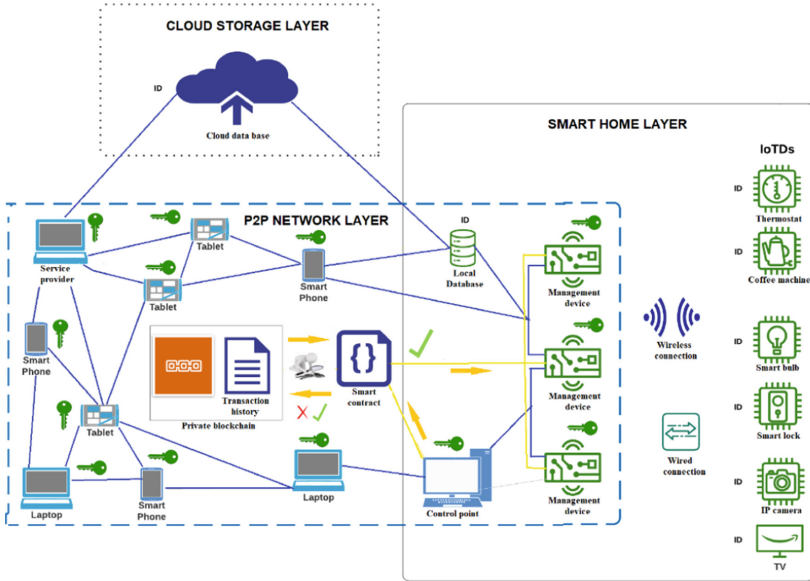 CLOUD STORAGE LAYER
ID
Cloud data base
SMART HOME LAYER
IoTDs
ID
Thermostat
ID
Coffee machine
ID
Smart bulb
ID
Smart lock
ID
IP camera
ID
TV
Wireless
connection
Wired
connection
P2P NETWORK LAYER
Tablet
Service
provider
Tablet
Smart
Phone
ID
Local
Database
Management
device
Smart
Phone
Transaction
history
Private blockchain
Smart
contract
Management
device
Tablet
Laptop
Smart
Phone
Laptop
Control point
Management
device